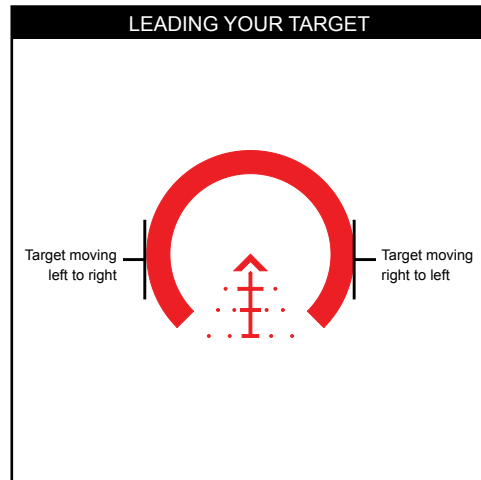 LEADING YOUR TARGET
Target moving
left to right
Target moving
right to left